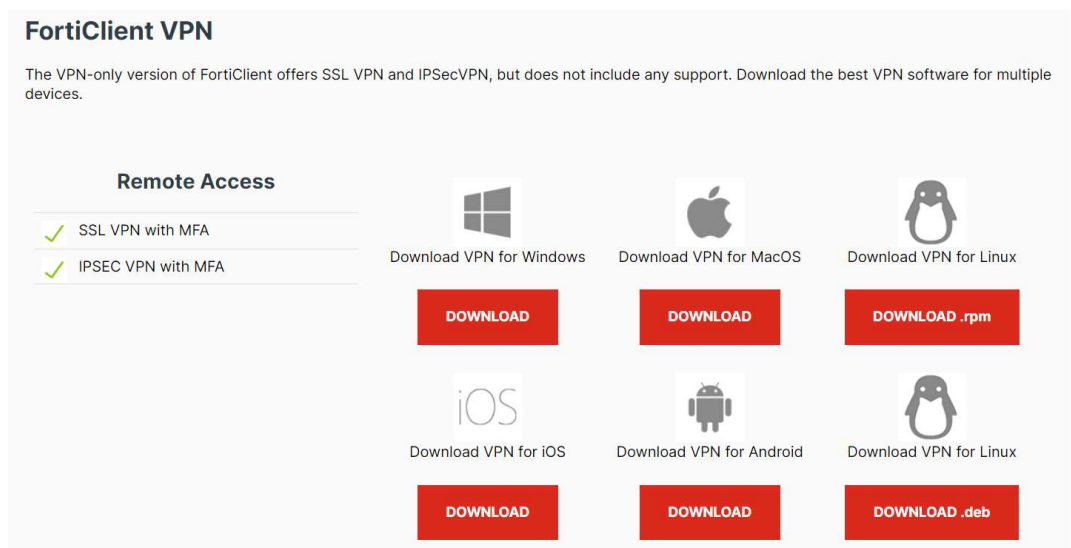 FortiClient VPN
The VPN-only version of FortiClient offers SSL VPN and IPSecVPN, but does not include any support. Download the best VPN software for multiple
devices.
Remote Access
SSL VPN with MFA
IPSEC VPN with MFA
Download VPN for Windows
DOWNLOAD
Download VPN for MacOS
DOWNLOAD
Download VPN for Linux
DOWNLOAD .rpm
iOS
Download VPN for iOS
DOWNLOAD
Download VPN for Android
DOWNLOAD
Download VPN for Linux
DOWNLOAD .deb